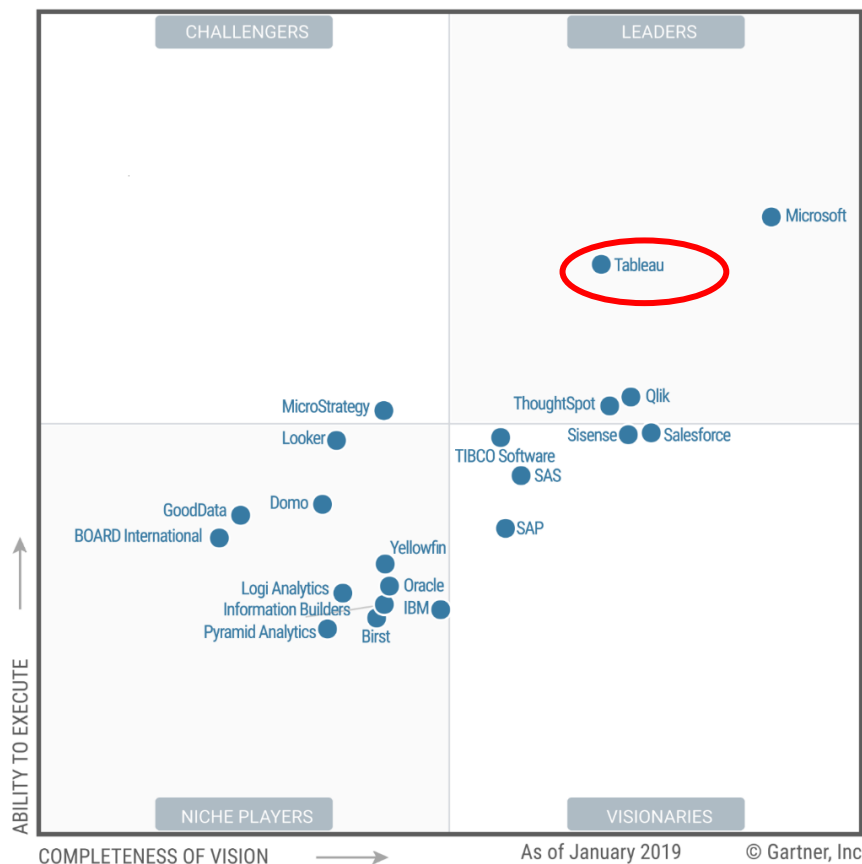 CHALLENGERS
LEADERS
Microsoft
Tableau
Qlik
ThoughtSpot
MicroStrategy
Looker
Sisense
Salesforce
TIBCO Software
SAS
Domo
GoodData
BOARD International
SAP
Yellowfin
Logi Analytics
Oracle
Information Builders
IBM
Pyramid Analytics
Birst
NICHE PLAYERS
VISIONARIES
ABILITY TO EXECUTE
COMPLETENESS OF VISION
As of January 2019
© Gartner, Inc